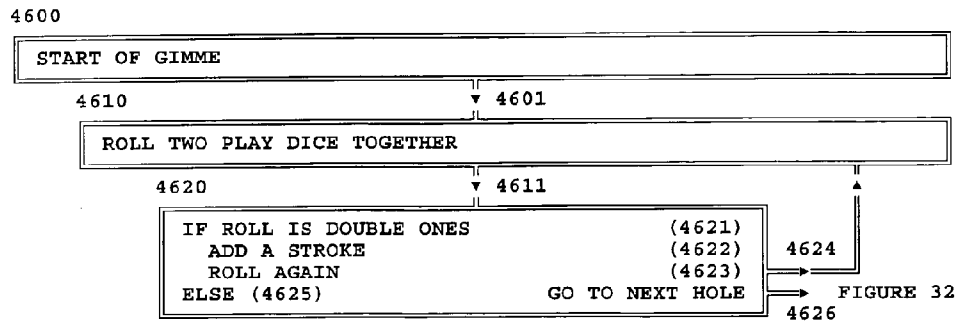 4600
START OF GIMME
4610 4601
ROLL TWO PLAY DICE TOGETHER
4620 4611
IF ROLL IS DOUBLE ONES (4621)
ADD A STROKE (4622) 4624
ROLL AGAIN (4623)
ELSE (4625) GO TO NEXT HOLE FIGURE 32
4626